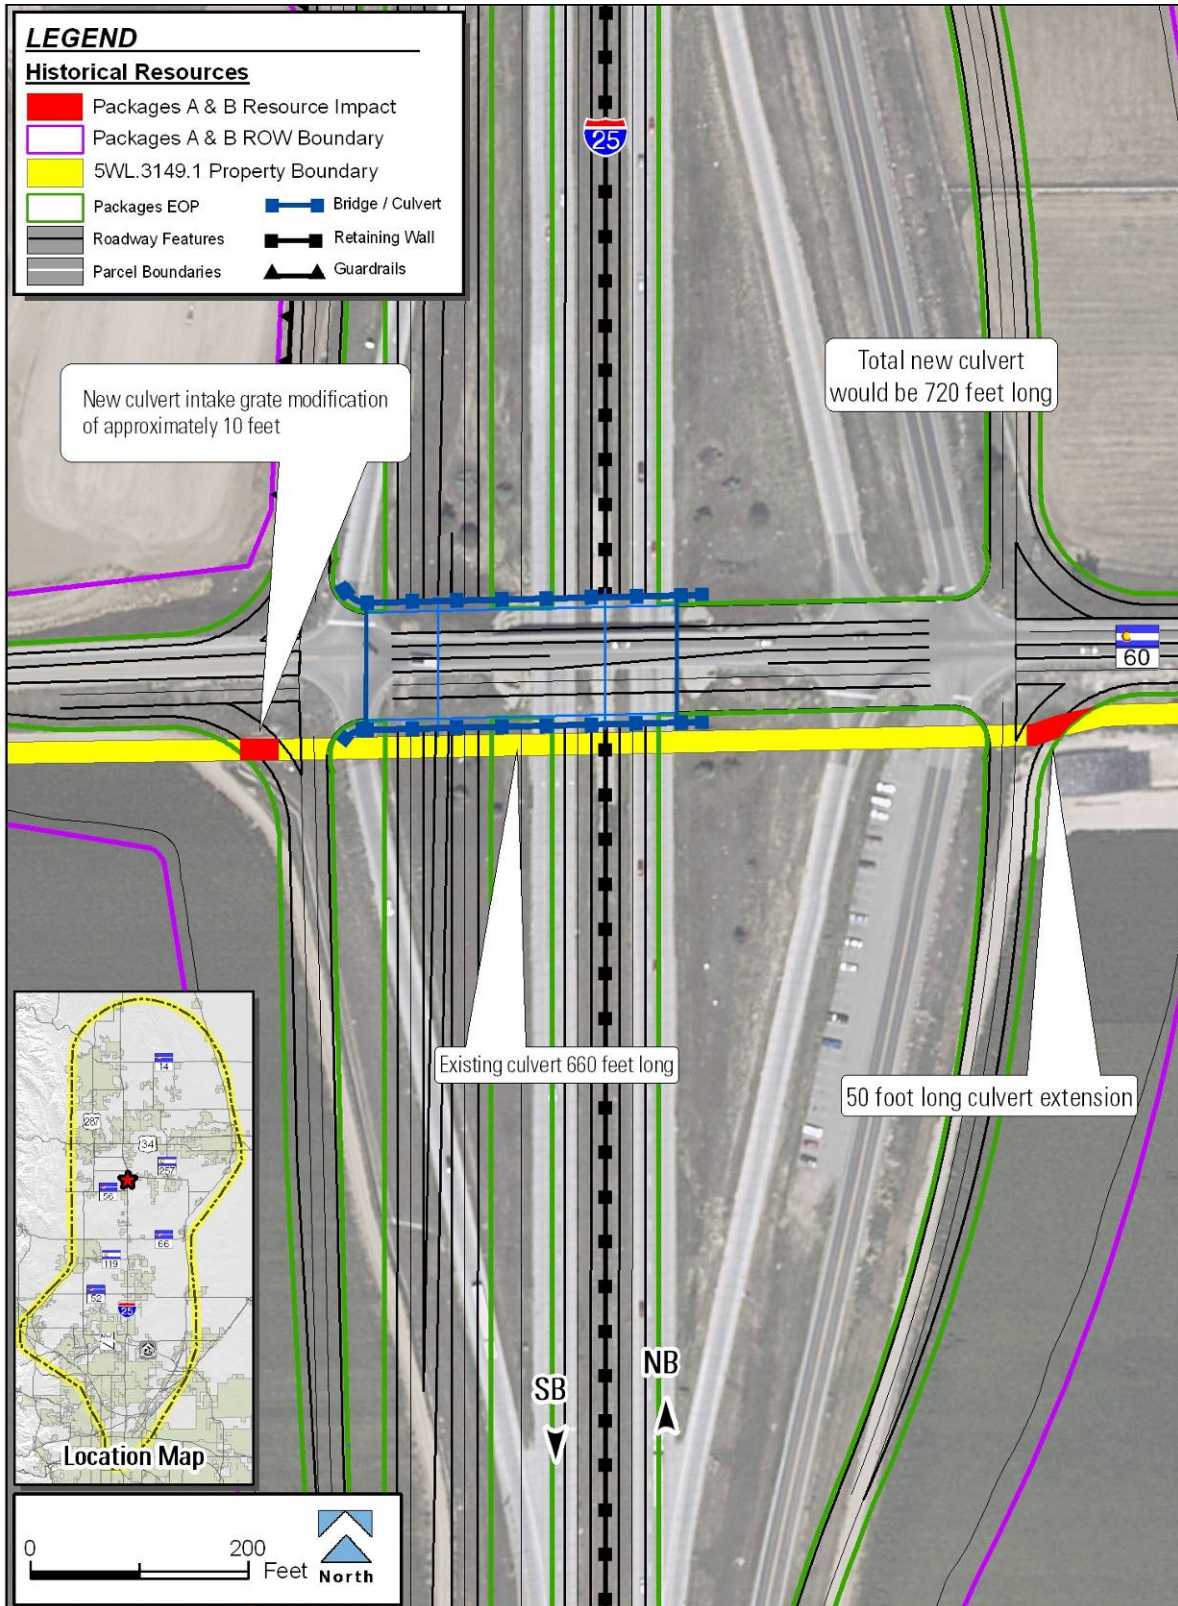 LEGEND
Historical Resources
Packages A & B Resource Impact
Packages A & B ROW Boundary
5WL.3149.1 Property Boundary
Packages EOP
Bridge / Culvert
Roadway Features
Retaining Wall
Parcel Boundaries
Guardrails
25
New culvert intake grate modification
of approximately 10 feet
Total new culvert
would be 720 feet long
60
Existing culvert 660 feet long
50 foot long culvert extension
14
287
34
257
56
66
119
52
25
Location Map
SB
NB
0
200
Feet
North